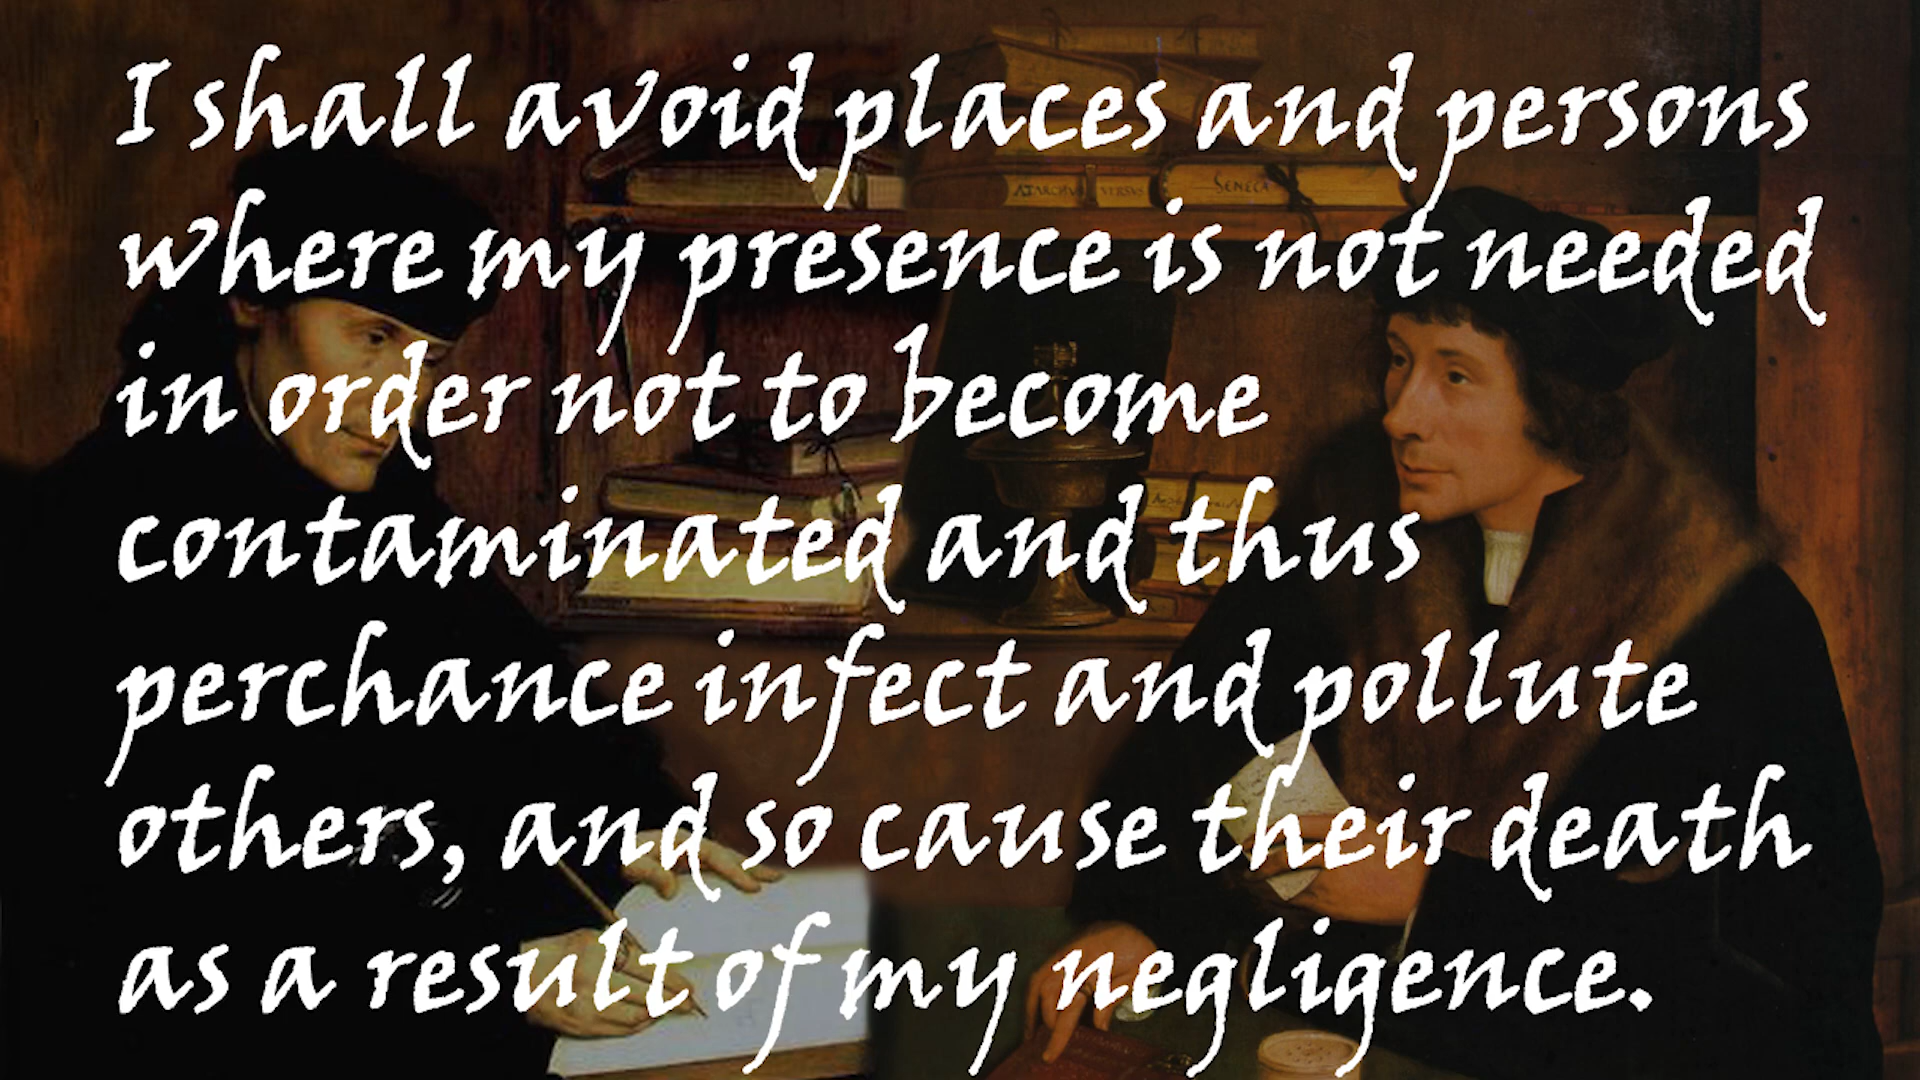 I shall avoid places and persons
where my presence is not needed
in order not to become
contaminated and thus
perchance infect and pollute
others, and so cause their death
as a result of my negligence.
SENECA